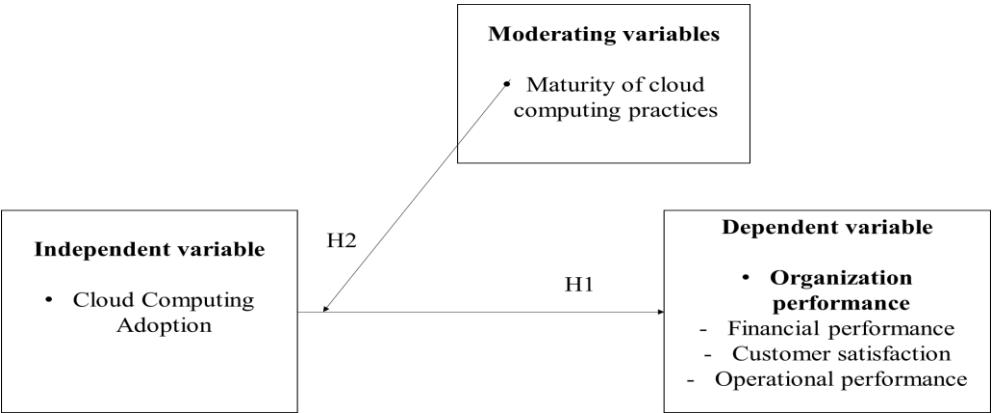 Moderating variables
• Maturity of cloud
computing practices
Independent variable
• Cloud Computing
Adoption
H2
H1
Dependent variable
• Organization
performance
- Financial performance
- Customer satisfaction
- Operational performance